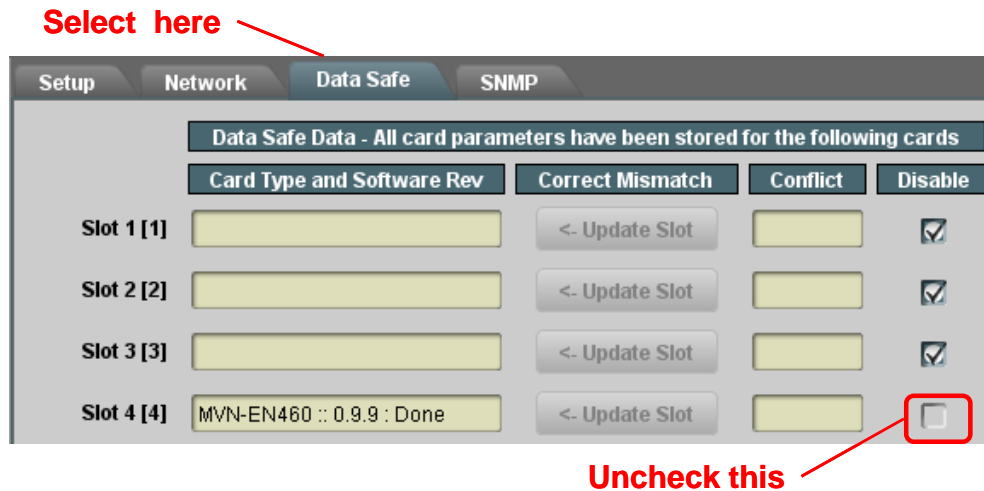 Select here
Setup Network Data Safe SNMP
Data Safe Data - All card parameters have been stored for the following cards
Card Type and Software Rev Correct Mismatch Conflict Disable
Slot 1 [1] <- Update Slot
Slot 2 [2] <- Update Slot
Slot 3 [3] <- Update Slot
Slot 4 [4] MVN-EN460 :: 0.9.9 : Done <- Update Slot
Uncheck this